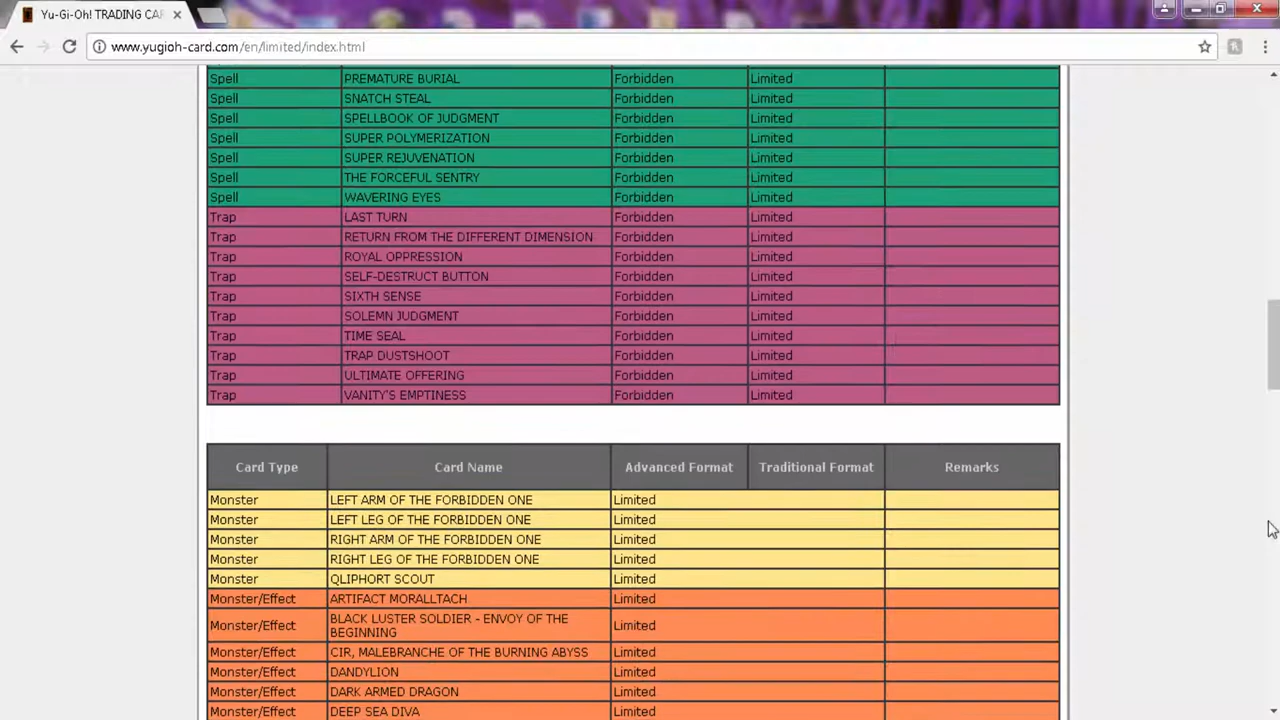 Yu-Gi-Oh! TRADING CAR
www.yugioh-card.com/en/limited/index.html
Spell PREMATURE BURIAL Forbidden Limited
Spell SNATCH STEAL Forbidden Limited
Spell SPELLBOOK OF JUDGMENT Forbidden Limited
Spell SUPER POLYMERIZATION Forbidden Limited
Spell SUPER REJUVENATION Forbidden Limited
Spell THE FORCEFUL SENTRY Forbidden Limited
Spell WAVERING EYES Forbidden Limited
Trap LAST TURN Forbidden Limited
Trap RETURN FROM THE DIFFERENT DIMENSION Forbidden Limited
Trap ROYAL OPPRESSION Forbidden Limited
Trap SELF-DESTRUCT BUTTON Forbidden Limited
Trap SIXTH SENSE Forbidden Limited
Trap SOLEMN JUDGMENT Forbidden Limited
Trap TIME SEAL Forbidden Limited
Trap TRAP DUSTSHOOT Forbidden Limited
Trap ULTIMATE OFFERING Forbidden Limited
Trap VANITY'S EMPTINESS Forbidden Limited
Card Type Card Name Advanced Format Traditional Format Remarks
Monster LEFT ARM OF THE FORBIDDEN ONE Limited
Monster LEFT LEG OF THE FORBIDDEN ONE Limited
Monster RIGHT ARM OF THE FORBIDDEN ONE Limited
Monster RIGHT LEG OF THE FORBIDDEN ONE Limited
Monster QLIPHORT SCOUT Limited
Monster/Effect ARTIFACT MORALLTACH Limited
Monster/Effect BLACK LUSTER SOLDIER - ENVOY OF THE Limited
BEGINNING
Monster/Effect CIR, MALEBRANCHE OF THE BURNING ABYSS Limited
Monster/Effect DANDYLION Limited
Monster/Effect DARK ARMED DRAGON Limited
Monster/Effect DEEP SEA DIVA Limited